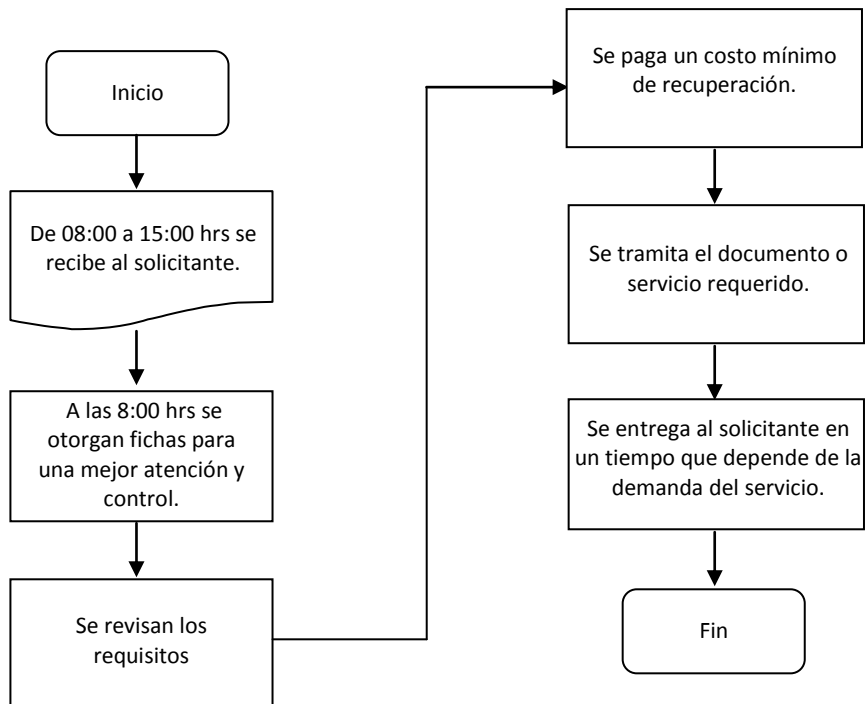 Inicio
De 08:00 a 15:00 hrs se
recibe al solicitante.
A las 8:00 hrs se
otorgan fichas para
una mejor atención y
control.
Se revisan los
requisitos
Se paga un costo mínimo
de recuperación.
Se tramita el documento o
servicio requerido.
Se entrega al solicitante en
un tiempo que depende de la
demanda del servicio.
Fin